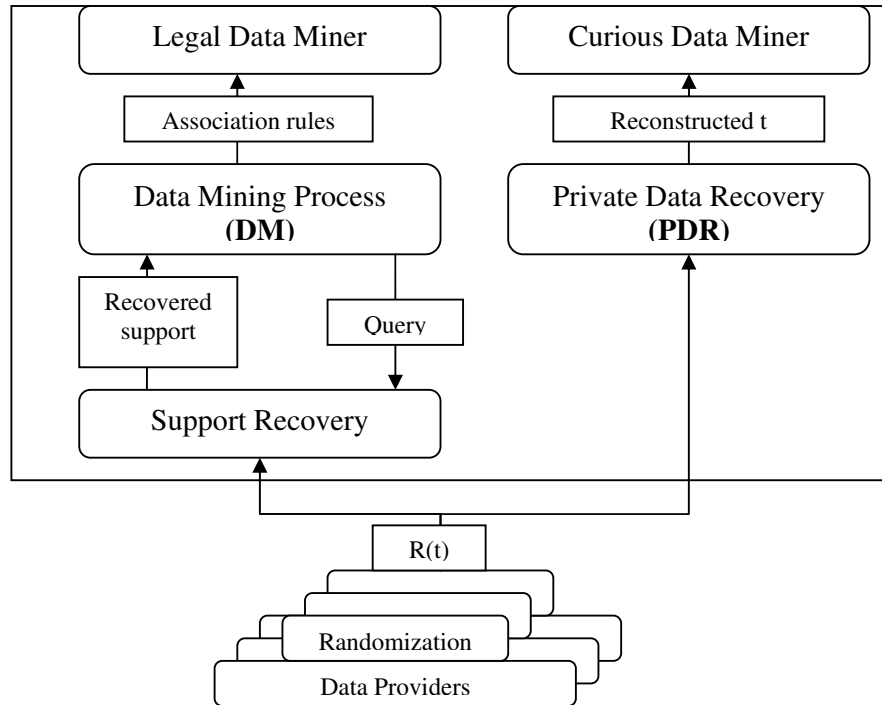 Legal Data Miner
Curious Data Miner
Association rules
Reconstructed t
Data Mining Process
(DM)
Private Data Recovery
(PDR)
Recovered
support
Query
Support Recovery
R(t)
Randomization
Data Providers